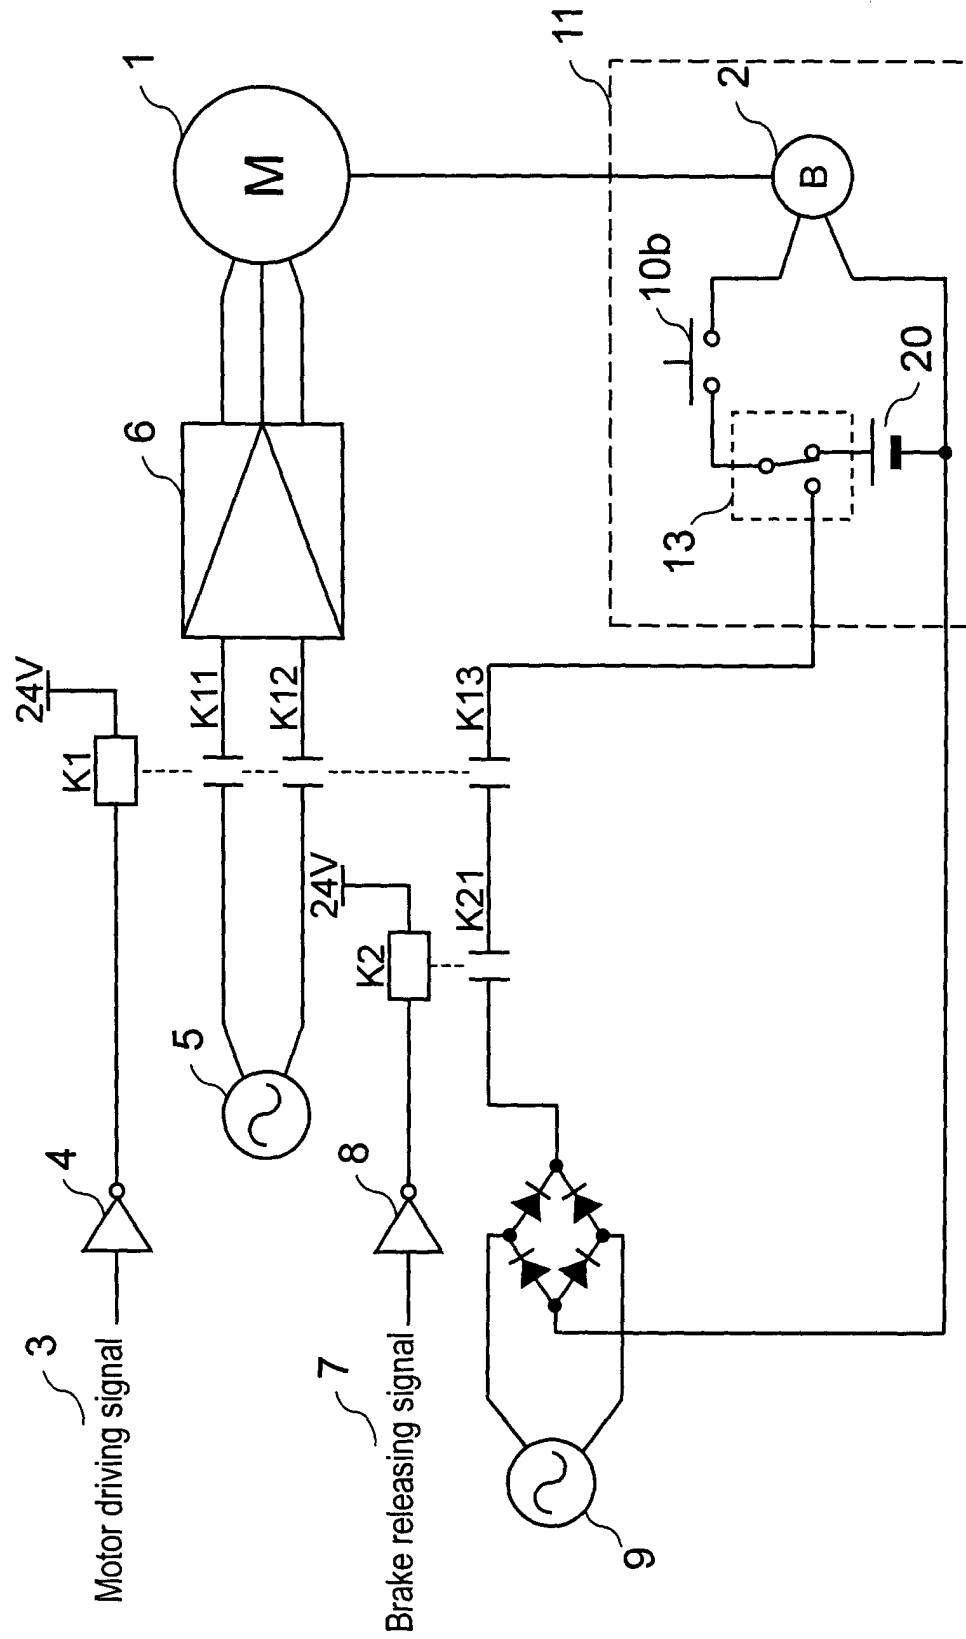 3
Motor driving signal
4
K1
24V
5
K11
K12
6
1
M
7
Brake releasing signal
8
K2
24V
K21
K13
9
11
13
10b
20
2
B